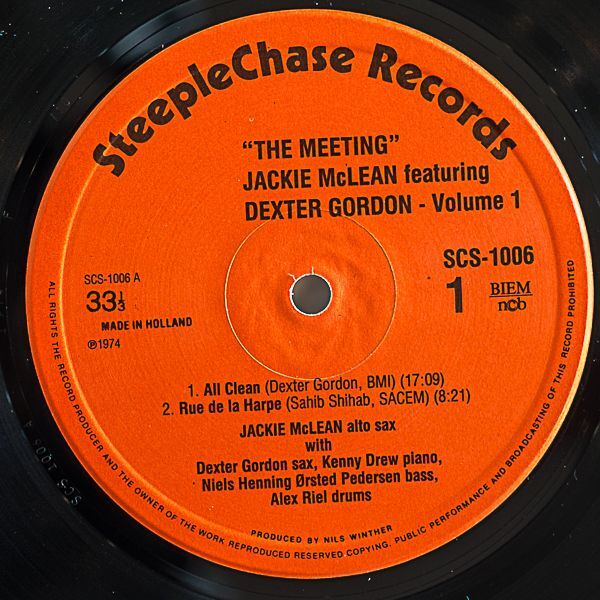 SteepleChase Records
"THE MEETING"
JACKIE McLEAN featuring
DEXTER GORDON - Volume 1
SCS-1006 A
33⅓
MADE IN HOLLAND
℗1974
SCS-1006
1
BIEM
ncb
1. All Clean (Dexter Gordon, BMI) (17:09)
2. Rue de la Harpe (Sahib Shihab, SACEM) (8:21)
JACKIE McLEAN alto sax
with
Dexter Gordon sax, Kenny Drew piano,
Niels Henning Ørsted Pedersen bass,
Alex Riel drums
PRODUCED BY NILS WINTHER
ALL RIGHTS THE RECORD PRODUCER AND THE OWNER OF THE WORK REPRODUCED RESERVED COPYING, PUBLIC PERFORMANCE AND BROADCASTING OF THIS RECORD PROHIBITED